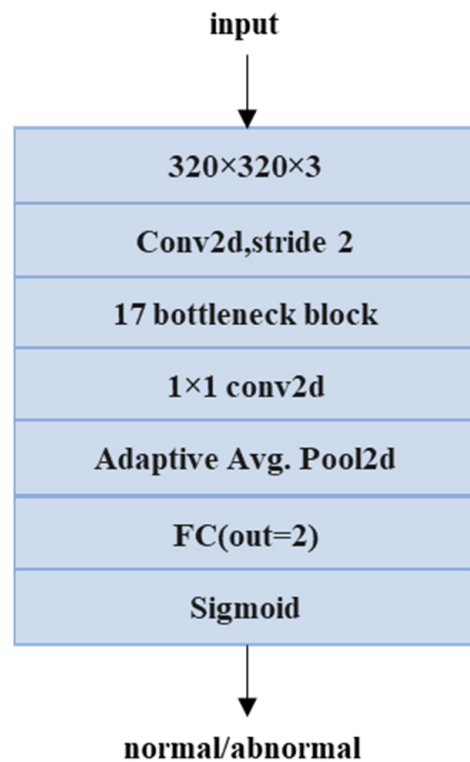 input
320×320×3
Conv2d,stride 2
17 bottleneck block
1×1 conv2d
Adaptive Avg. Pool2d
FC(out=2)
Sigmoid
normal/abnormal